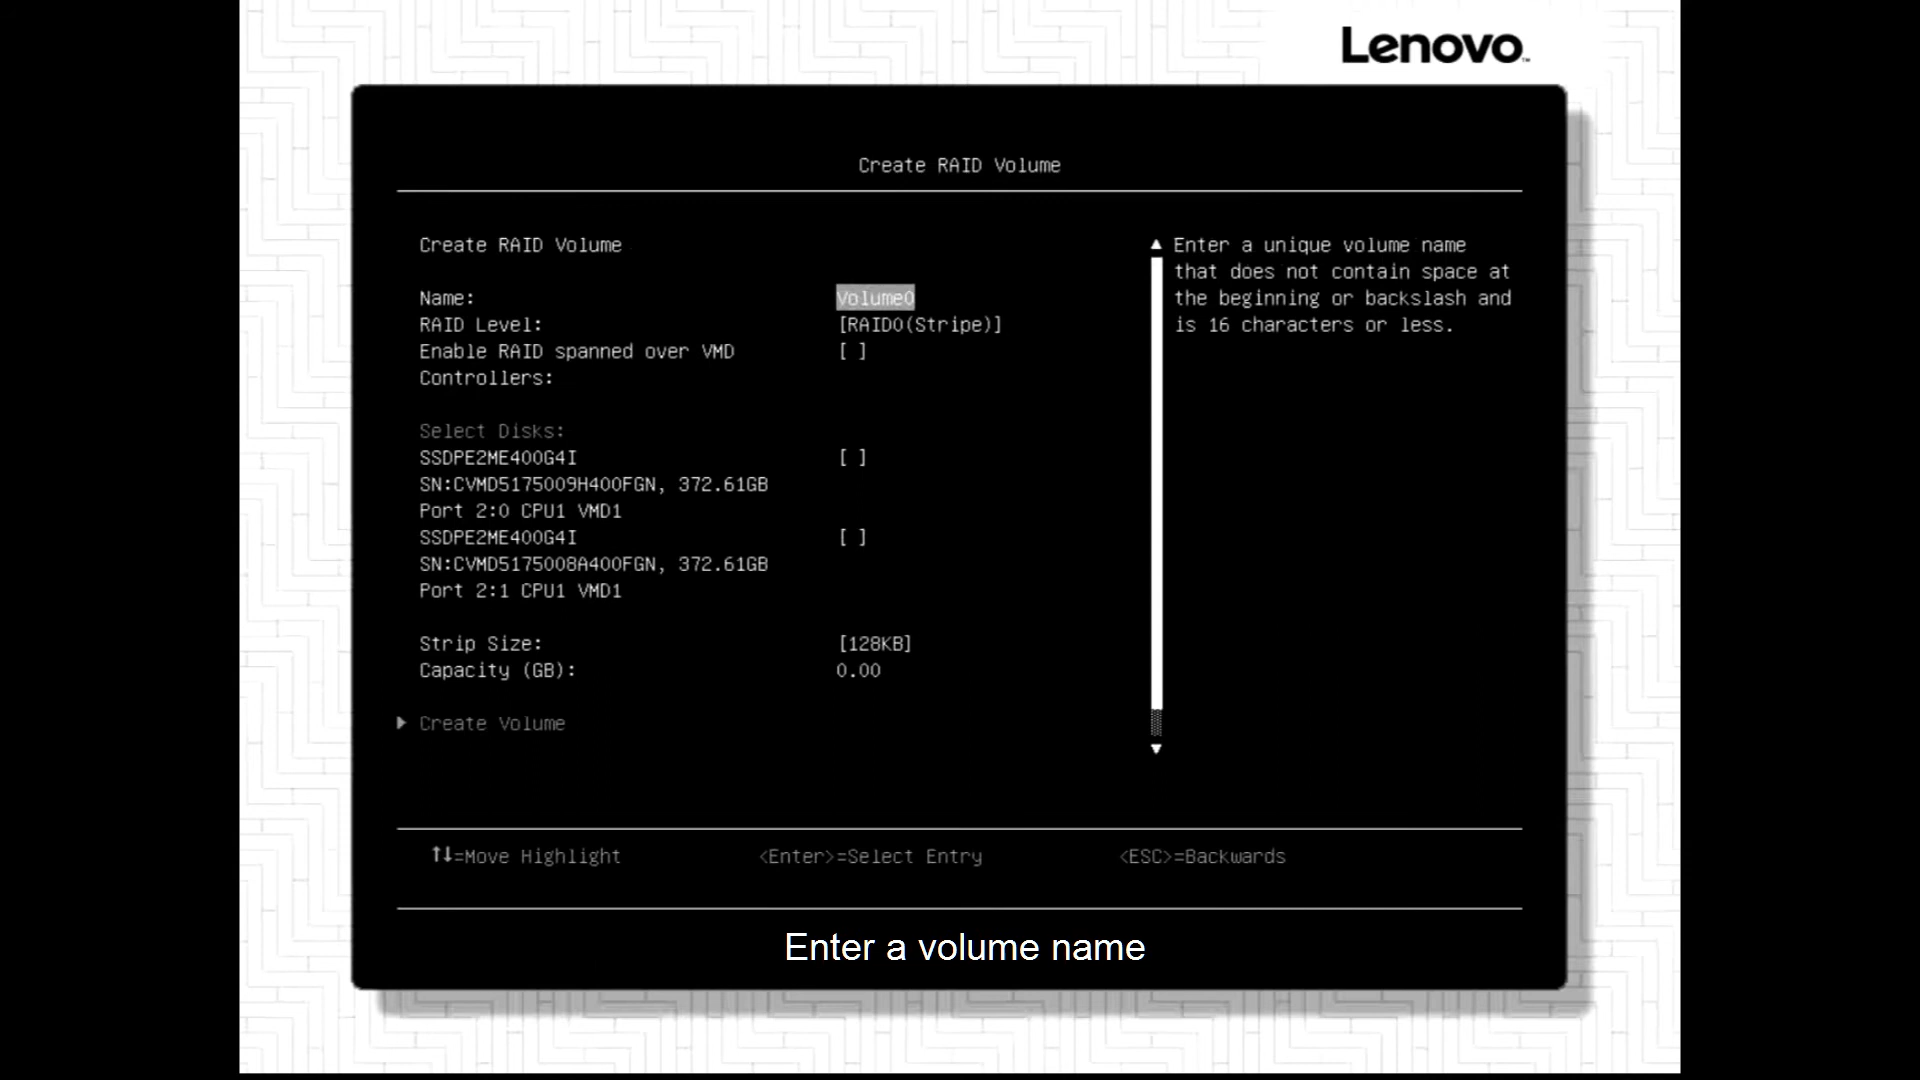 Lenovo™
Create RAID Volume
Create RAID Volume
Name: Volume0
RAID Level: [RAID0(Stripe)]
Enable RAID spanned over VMD [ ]
Controllers:
Select Disks:
SSDPE2ME400G4I [ ]
SN:CVMD5175009H400FGN, 372.61GB
Port 2:0 CPU1 VMD1
SSDPE2ME400G4I [ ]
SN:CVMD5175008A400FGN, 372.61GB
Port 2:1 CPU1 VMD1
Strip Size: [128KB]
Capacity (GB): 0.00
Create Volume
Enter a unique volume name
that does not contain space at
the beginning or backslash and
is 16 characters or less.
↑↓=Move Highlight <Enter>=Select Entry <ESC>=Backwards
Enter a volume name